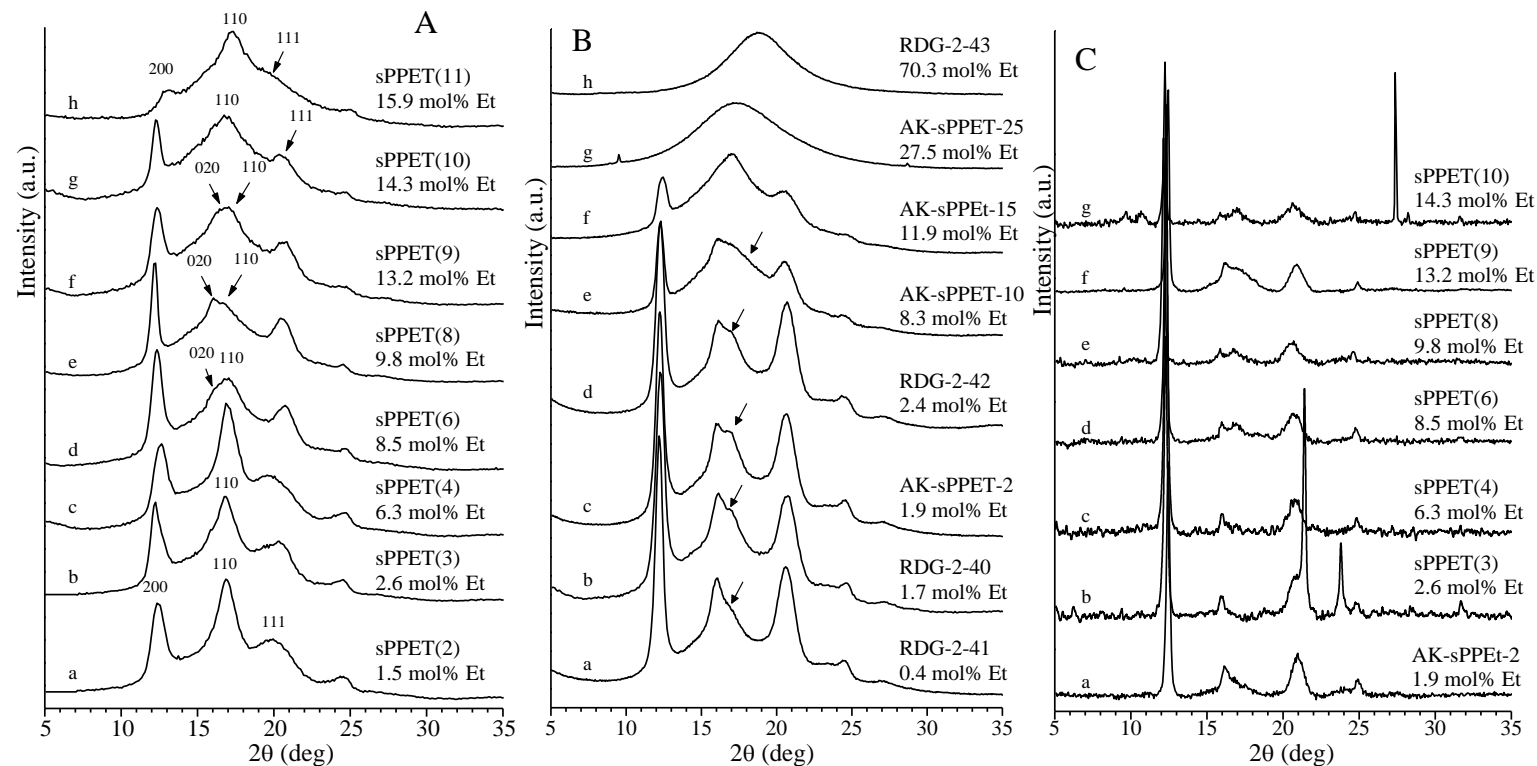 A
Intensity (a.u.)
110
111
200
h
sPPET(11)
15.9 mol% Et
110
111
g
sPPET(10)
14.3 mol% Et
020
110
f
sPPET(9)
13.2 mol% Et
020
110
e
sPPET(8)
9.8 mol% Et
020
110
d
sPPET(6)
8.5 mol% Et
c
sPPET(4)
6.3 mol% Et
110
b
sPPET(3)
2.6 mol% Et
200
110
111
a
sPPET(2)
1.5 mol% Et
5 10 15 20 25 30 35
2θ (deg)
B
Intensity (a.u.)
h
RDG-2-43
70.3 mol% Et
g
AK-sPPET-25
27.5 mol% Et
f
AK-sPPEt-15
11.9 mol% Et
e
AK-sPPET-10
8.3 mol% Et
d
RDG-2-42
2.4 mol% Et
c
AK-sPPET-2
1.9 mol% Et
b
RDG-2-40
1.7 mol% Et
a
RDG-2-41
0.4 mol% Et
5 10 15 20 25 30 35
2θ (deg)
C
Intensity (a.u.)
g
sPPET(10)
14.3 mol% Et
f
sPPET(9)
13.2 mol% Et
e
sPPET(8)
9.8 mol% Et
d
sPPET(6)
8.5 mol% Et
c
sPPET(4)
6.3 mol% Et
b
sPPET(3)
2.6 mol% Et
a
AK-sPPEt-2
1.9 mol% Et
5 10 15 20 25 30 35
2θ (deg)